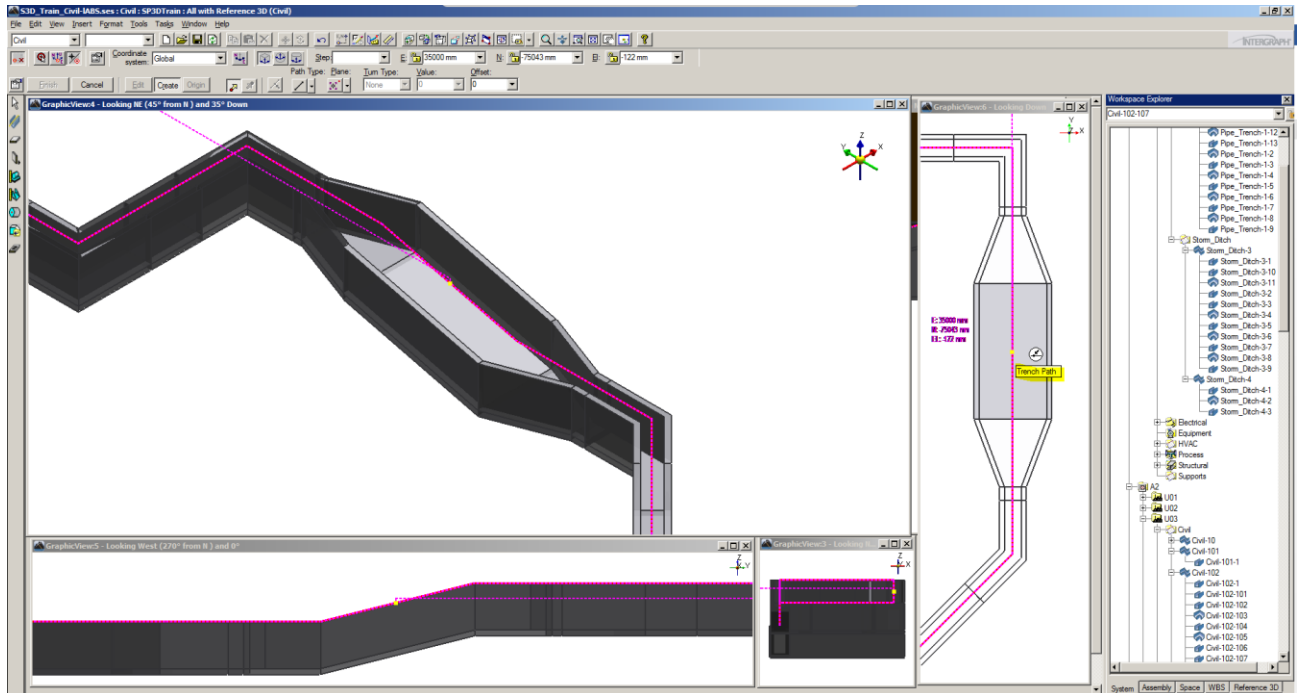 S3D_Train_Civil-IABS.ses : Civil : SP3DTrain : All with Reference 3D (Civil)
File Edit View Insert Format Tools Tasks Window Help
Civil
INTERGRAPH
Coordinate system: Global Step: E: 35000 mm N: -75043 mm El: -122 mm
Path Type: Plane: Turn Type: Value: Offset:
Finish Cancel Edit Create Origin None 0 0
GraphicView:4 - Looking NE (45° from N ) and 35° Down
Z
Y X
GraphicView:6 - Looking Down
Y
Z X
E: 35000 mm
N: -75043 mm
El: -122 mm
Trench Path
GraphicView:5 - Looking West (270° from N ) and 0°
Z
X Y
GraphicView:3 - Looking N...
Z
X
Workspace Explorer
Civil-102-107
Pipe_Trench-1-12
Pipe_Trench-1-13
Pipe_Trench-1-2
Pipe_Trench-1-3
Pipe_Trench-1-4
Pipe_Trench-1-5
Pipe_Trench-1-6
Pipe_Trench-1-7
Pipe_Trench-1-8
Pipe_Trench-1-9
Storm_Ditch
Storm_Ditch-3
Storm_Ditch-3-1
Storm_Ditch-3-10
Storm_Ditch-3-11
Storm_Ditch-3-2
Storm_Ditch-3-3
Storm_Ditch-3-4
Storm_Ditch-3-5
Storm_Ditch-3-6
Storm_Ditch-3-7
Storm_Ditch-3-8
Storm_Ditch-3-9
Storm_Ditch-4
Storm_Ditch-4-1
Storm_Ditch-4-2
Storm_Ditch-4-3
Electrical
Equipment
HVAC
Process
Structural
Supports
A2
U01
U02
U03
Civil
Civil-10
Civil-101
Civil-101-1
Civil-102
Civil-102-1
Civil-102-101
Civil-102-102
Civil-102-103
Civil-102-104
Civil-102-105
Civil-102-106
Civil-102-107
System Assembly Space WBS Reference 3D